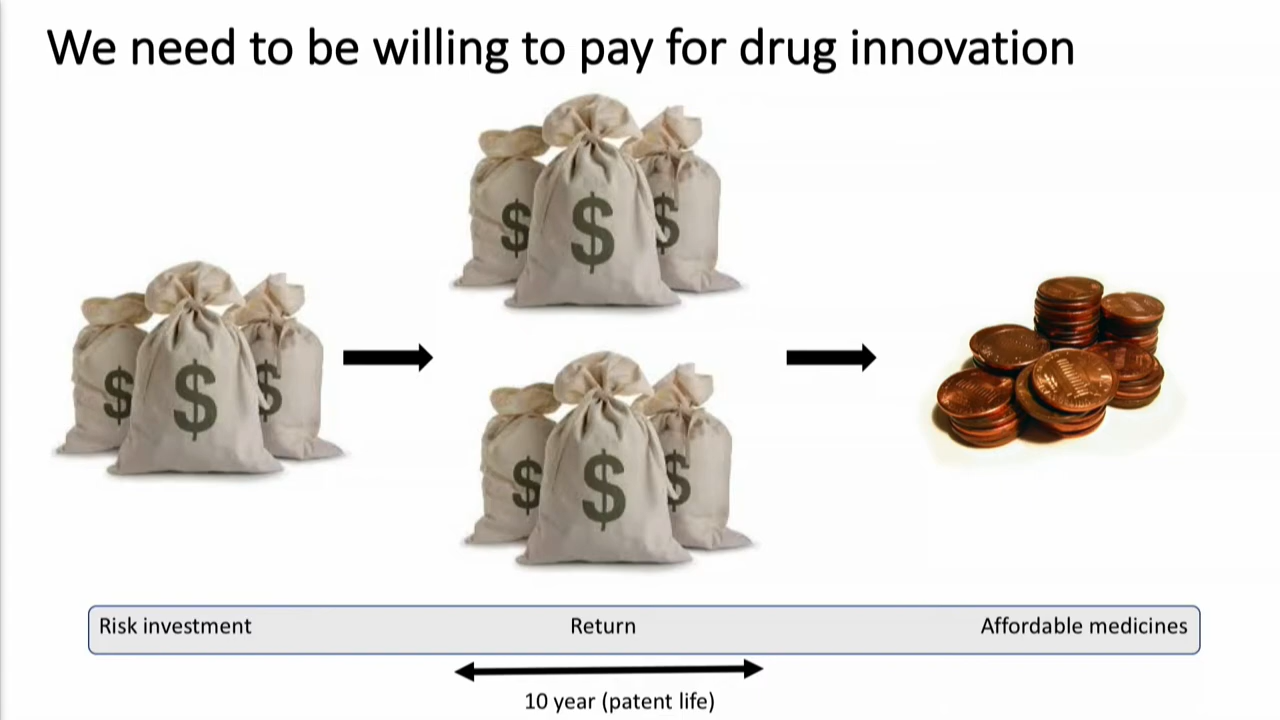 We need to be willing to pay for drug innovation
$ $ $
$ $ $
$ $ $
Risk investment
Return
Affordable medicines
10 year (patent life)